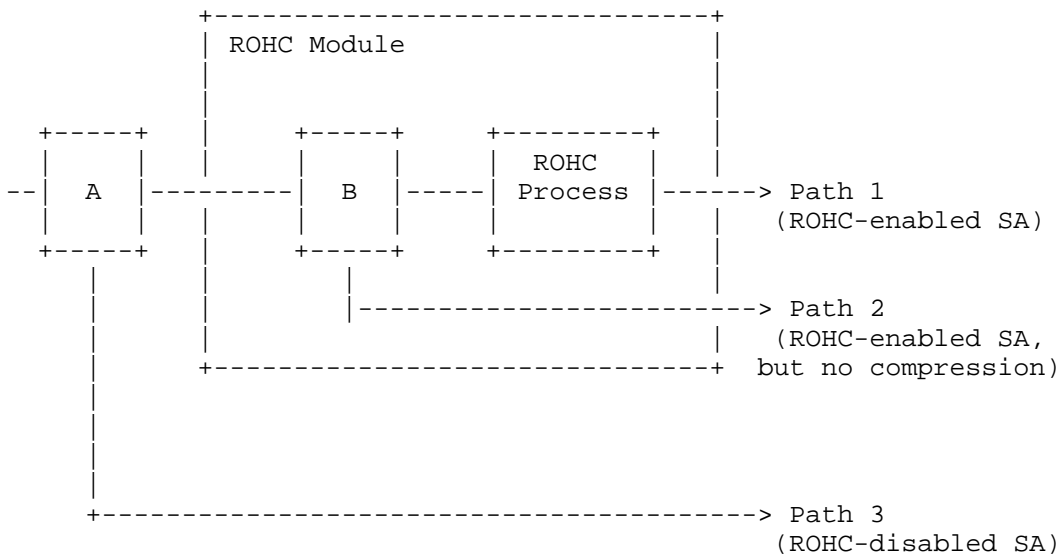 ROHC Module
ROHC
A
B
Process
Path 1
(ROHC-enabled SA)
Path 2
(ROHC-enabled SA,
but no compression)
Path 3
(ROHC-disabled SA)